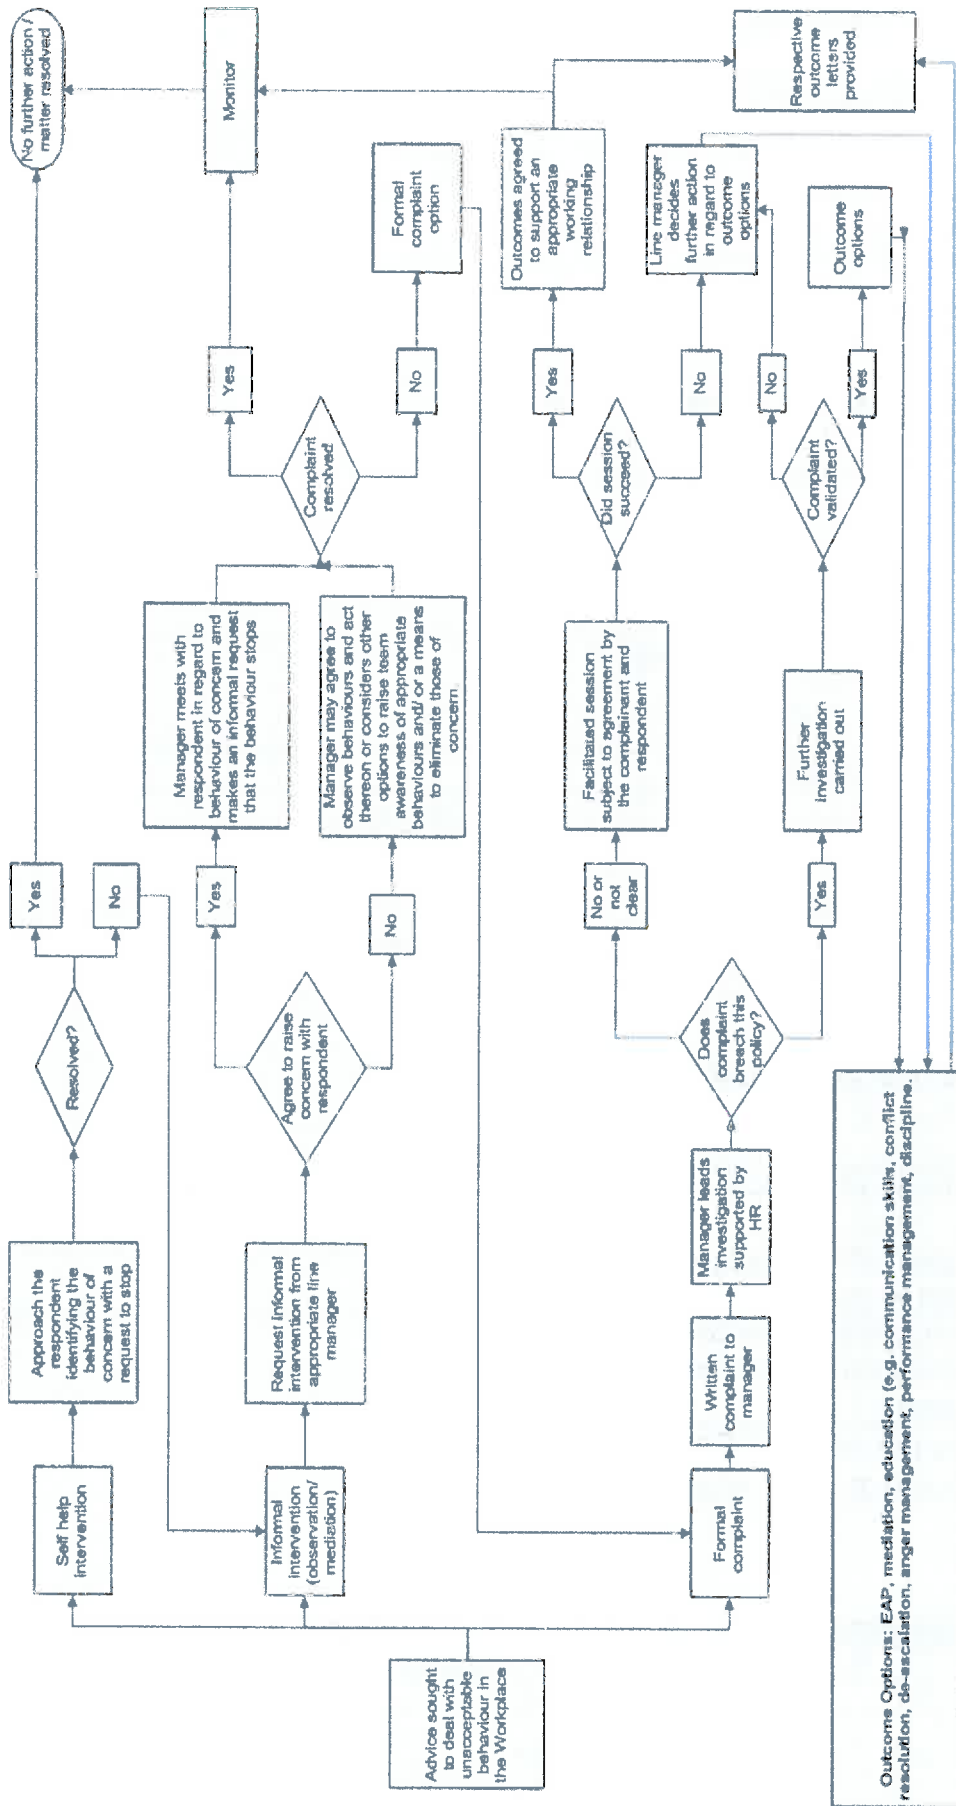 Advice sought
to deal with
unacceptable
behaviour in
the Workplace
Self help
intervention
Approach the
respondent
identifying the
behaviour of
concern with a
request to stop
Resolved?
Yes
No
No further action /
matter resolved
Informal
intervention
(observation/
mediation)
Request informal
intervention from
appropriate line
manager
Agree to raise
concern with
respondent
Yes
No
Manager meets with
respondent in regard to
behaviour of concern and
makes an informal request
that the behaviour stops
Manager may agree to
observe behaviours and act
thereon or considers other
options to raise team
awareness of appropriate
behaviours and/ or a means
to eliminate those of
concern.
Complaint
resolved
Yes
No
Monitor
Formal
complaint
option
Formal
complaint
Written
complaint to
manager
Manager leads
investigation
supported by
HR
Does
complaint
breach this
policy?
No or
not
clear
Yes
Facilitated session
subject to agreement by
the complainant and
respondent
Further
investigation
carried out
Did session
succeed?
Yes
No
Complaint
validated?
No
Yes
Outcomes agreed
to support an
appropriate
working
relationship
Line manager
decides
further action
in regard to
outcome
options
Outcome
options
Respective
outcome
letters
provided.
Outcome Options: EAP, mediation, education (e.g. communication skills, conflict
resolution, de-escalation, anger management, performance management, discipline.